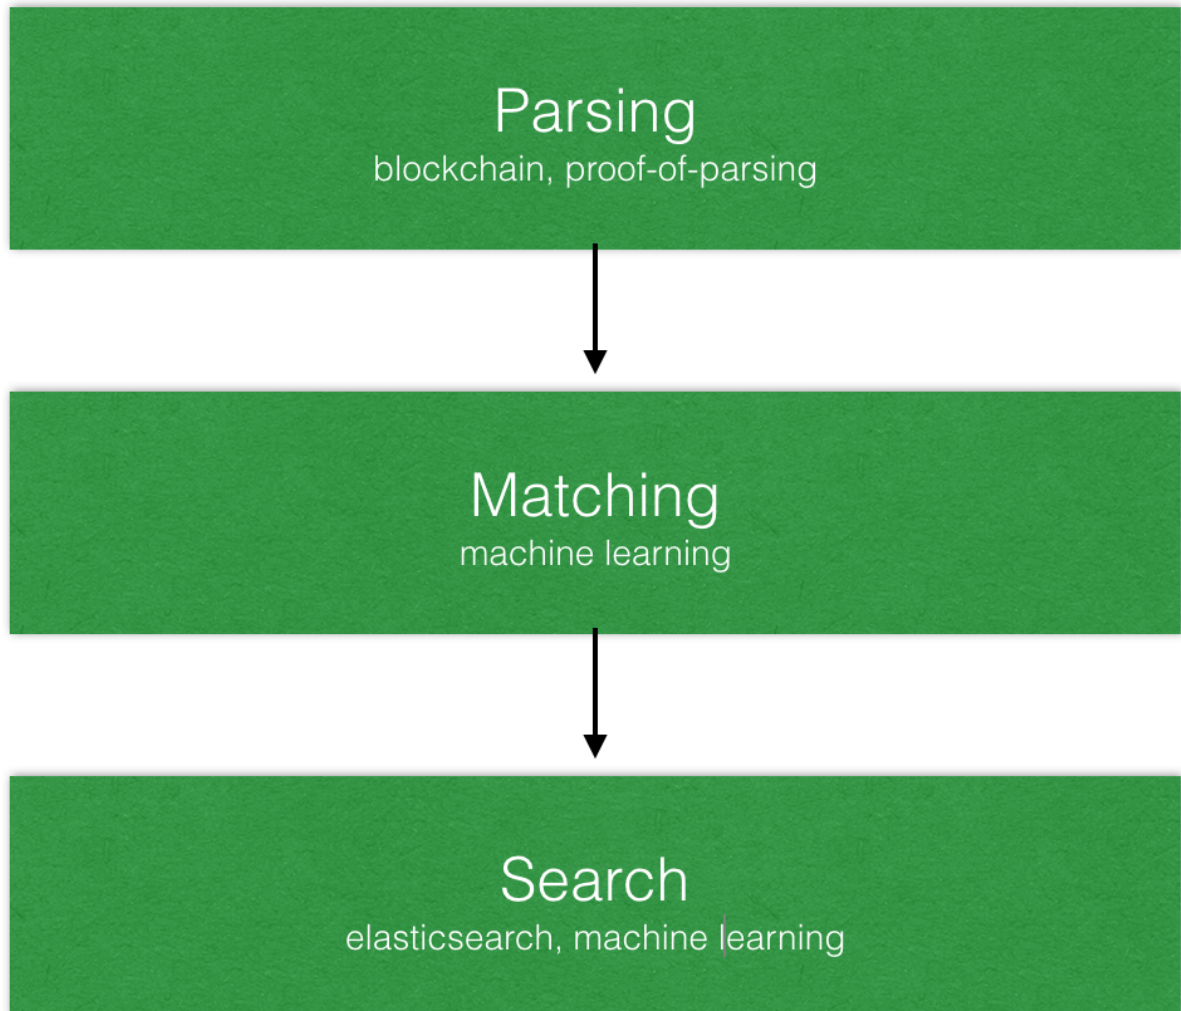 Parsing
blockchain, proof-of-parsing
Matching
machine learning
Search
elasticsearch, machine learning